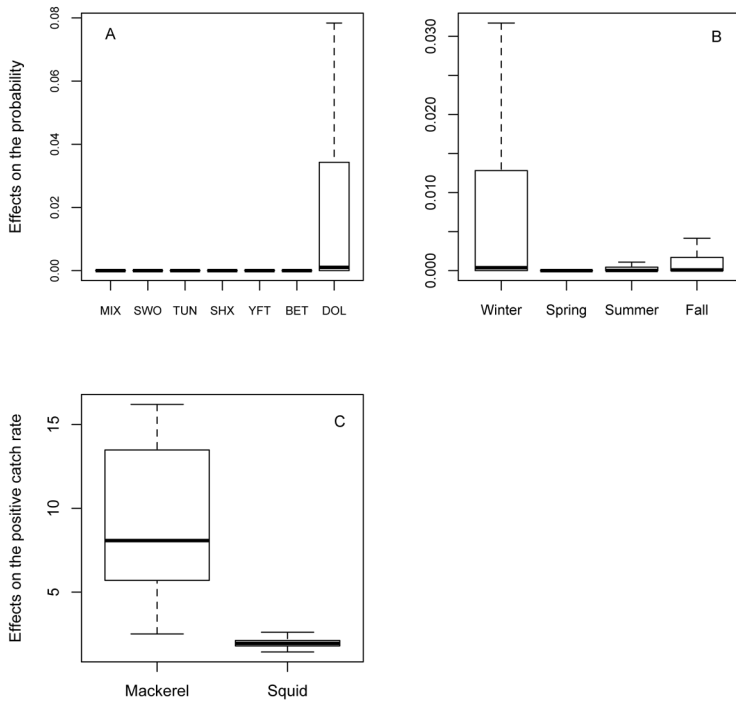 A
Effects on the probability
0.08
0.04
0.02
0.00
MIX SWO TUN SHX YFT BET DOL
B
0.030
0.020
0.010
0.000
Winter Spring Summer Fall
C
Effects on the positive catch rate
15
10
5
Mackerel Squid